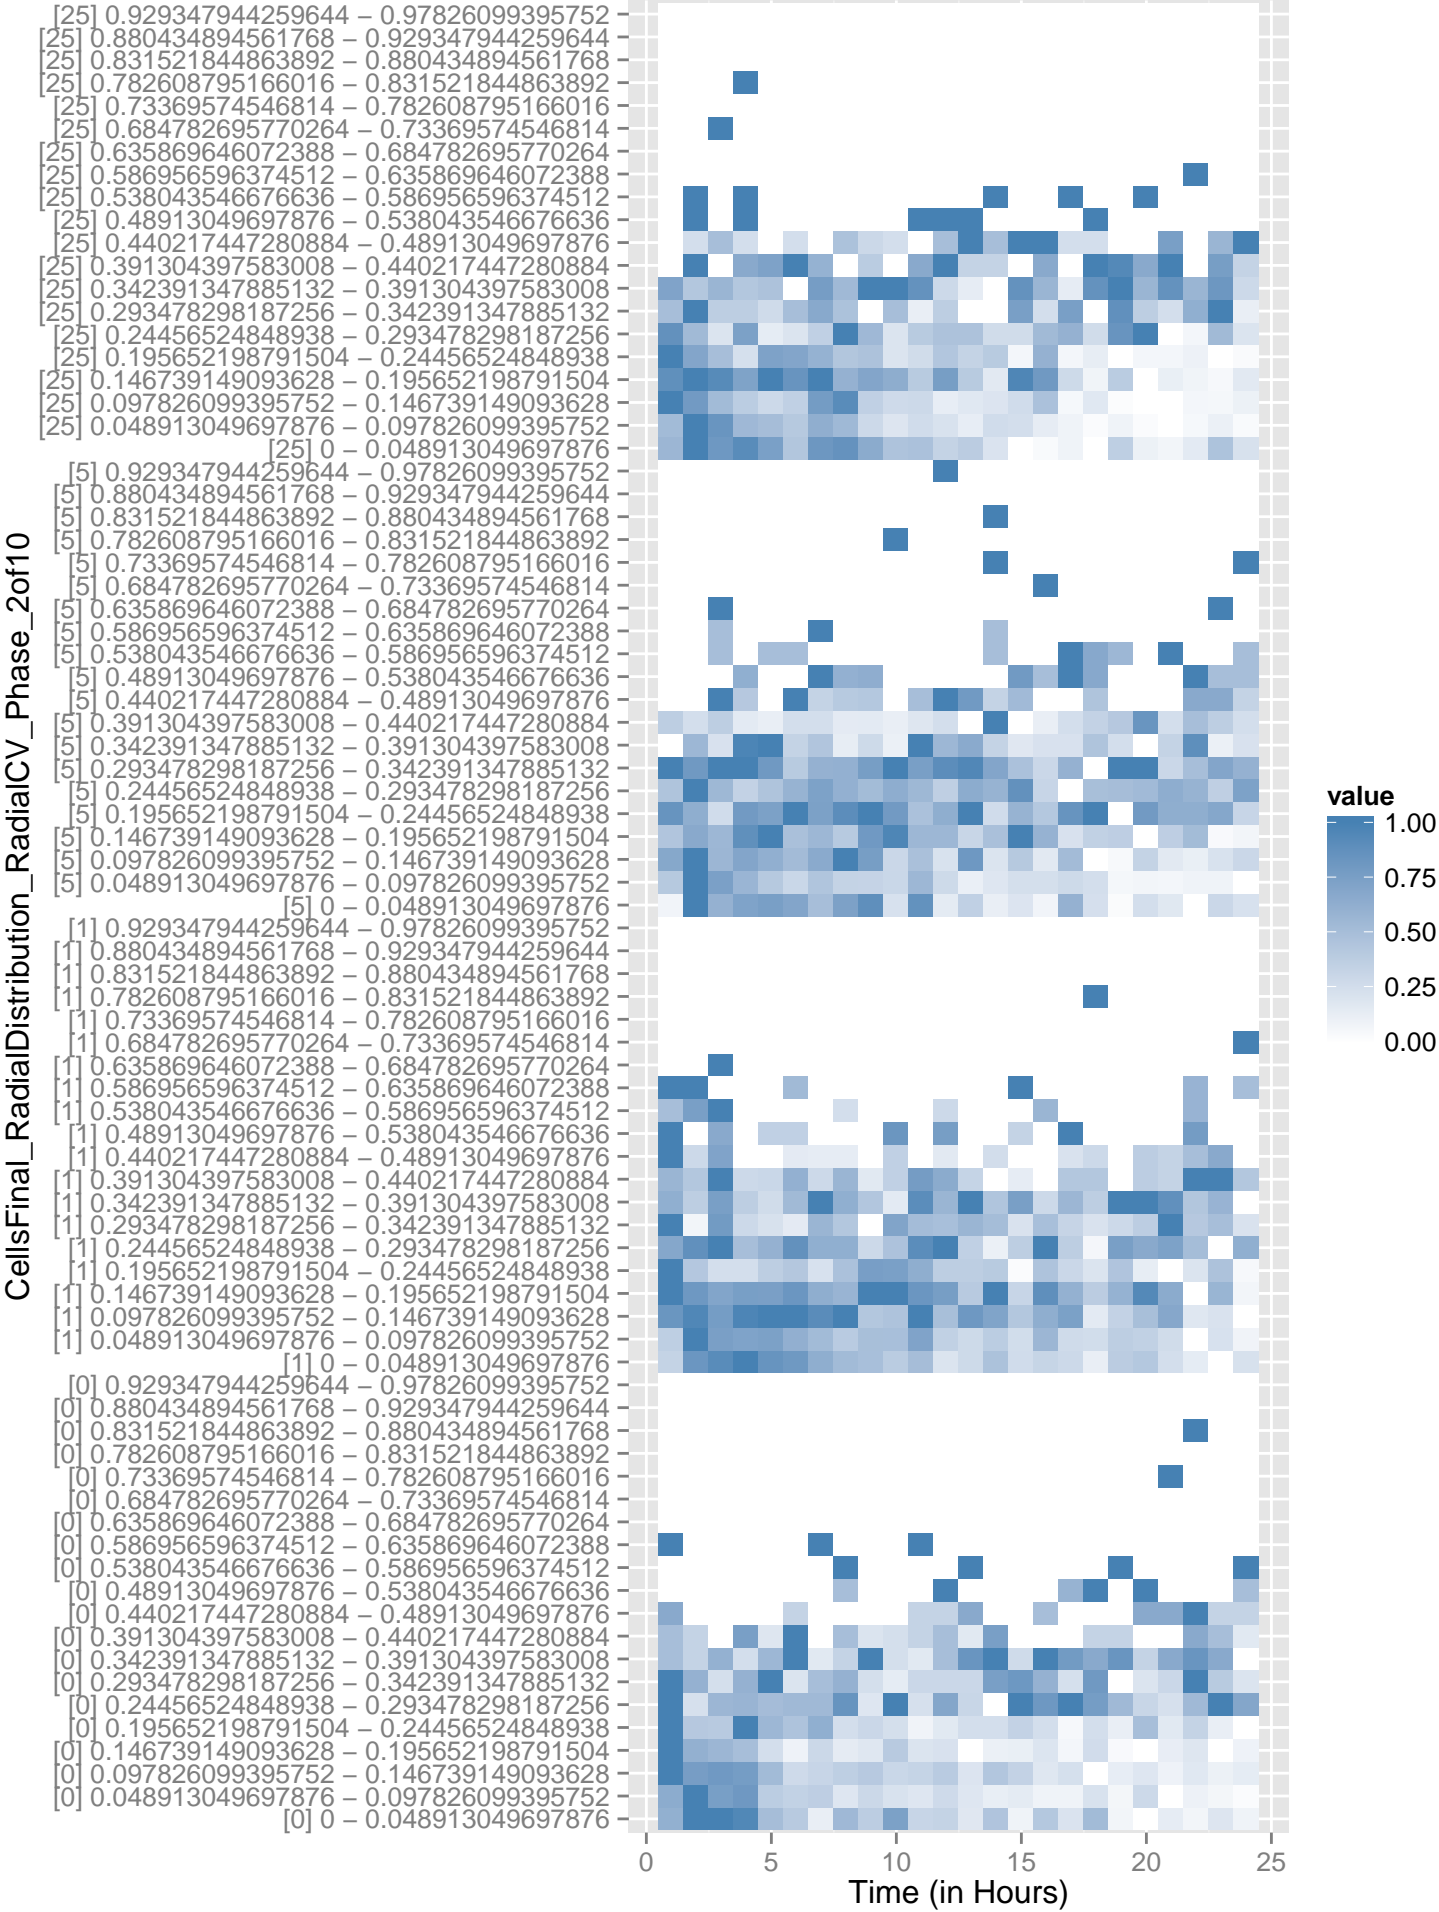 [25] 0.929347944259644 – 0.97826099395752
[25] 0.880434894561768 – 0.929347944259644
[25] 0.831521844863892 – 0.880434894561768
[25] 0.782608795166016 – 0.831521844863892
[25] 0.73369574546814 – 0.782608795166016
[25] 0.684782695770264 – 0.73369574546814
[25] 0.635869646072388 – 0.684782695770264
[25] 0.586956596374512 – 0.635869646072388
[25] 0.538043546676636 – 0.586956596374512
[25] 0.48913049697876 – 0.538043546676636
[25] 0.440217447280884 – 0.48913049697876
[25] 0.391304397583008 – 0.440217447280884
[25] 0.342391347885132 – 0.391304397583008
[25] 0.293478298187256 – 0.342391347885132
[25] 0.24456524848938 – 0.293478298187256
[25] 0.195652198791504 – 0.24456524848938
[25] 0.146739149093628 – 0.195652198791504
[25] 0.097826099395752 – 0.146739149093628
[25] 0.048913049697876 – 0.097826099395752
[25] 0 – 0.048913049697876
[5] 0.929347944259644 – 0.97826099395752
[5] 0.880434894561768 – 0.929347944259644
[5] 0.831521844863892 – 0.880434894561768
[5] 0.782608795166016 – 0.831521844863892
[5] 0.73369574546814 – 0.782608795166016
[5] 0.684782695770264 – 0.73369574546814
[5] 0.635869646072388 – 0.684782695770264
[5] 0.586956596374512 – 0.635869646072388
[5] 0.538043546676636 – 0.586956596374512
[5] 0.48913049697876 – 0.538043546676636
[5] 0.440217447280884 – 0.48913049697876
[5] 0.391304397583008 – 0.440217447280884
[5] 0.342391347885132 – 0.391304397583008
[5] 0.293478298187256 – 0.342391347885132
[5] 0.24456524848938 – 0.293478298187256
[5] 0.195652198791504 – 0.24456524848938
[5] 0.146739149093628 – 0.195652198791504
[5] 0.097826099395752 – 0.146739149093628
[5] 0.048913049697876 – 0.097826099395752
[5] 0 – 0.048913049697876
[1] 0.929347944259644 – 0.97826099395752
[1] 0.880434894561768 – 0.929347944259644
[1] 0.831521844863892 – 0.880434894561768
[1] 0.782608795166016 – 0.831521844863892
[1] 0.73369574546814 – 0.782608795166016
[1] 0.684782695770264 – 0.73369574546814
[1] 0.635869646072388 – 0.684782695770264
[1] 0.586956596374512 – 0.635869646072388
[1] 0.538043546676636 – 0.586956596374512
[1] 0.48913049697876 – 0.538043546676636
[1] 0.440217447280884 – 0.48913049697876
[1] 0.391304397583008 – 0.440217447280884
[1] 0.342391347885132 – 0.391304397583008
[1] 0.293478298187256 – 0.342391347885132
[1] 0.24456524848938 – 0.293478298187256
[1] 0.195652198791504 – 0.24456524848938
[1] 0.146739149093628 – 0.195652198791504
[1] 0.097826099395752 – 0.146739149093628
[1] 0.048913049697876 – 0.097826099395752
[1] 0 – 0.048913049697876
[0] 0.929347944259644 – 0.97826099395752
[0] 0.880434894561768 – 0.929347944259644
[0] 0.831521844863892 – 0.880434894561768
[0] 0.782608795166016 – 0.831521844863892
[0] 0.73369574546814 – 0.782608795166016
[0] 0.684782695770264 – 0.73369574546814
[0] 0.635869646072388 – 0.684782695770264
[0] 0.586956596374512 – 0.635869646072388
[0] 0.538043546676636 – 0.586956596374512
[0] 0.48913049697876 – 0.538043546676636
[0] 0.440217447280884 – 0.48913049697876
[0] 0.391304397583008 – 0.440217447280884
[0] 0.342391347885132 – 0.391304397583008
[0] 0.293478298187256 – 0.342391347885132
[0] 0.24456524848938 – 0.293478298187256
[0] 0.195652198791504 – 0.24456524848938
[0] 0.146739149093628 – 0.195652198791504
[0] 0.097826099395752 – 0.146739149093628
[0] 0.048913049697876 – 0.097826099395752
[0] 0 – 0.048913049697876
CellsFinal_RadialDistribution_RadialCV_Phase_2of10
0 5 10 15 20 25
Time (in Hours)
value
1.00
0.75
0.50
0.25
0.00